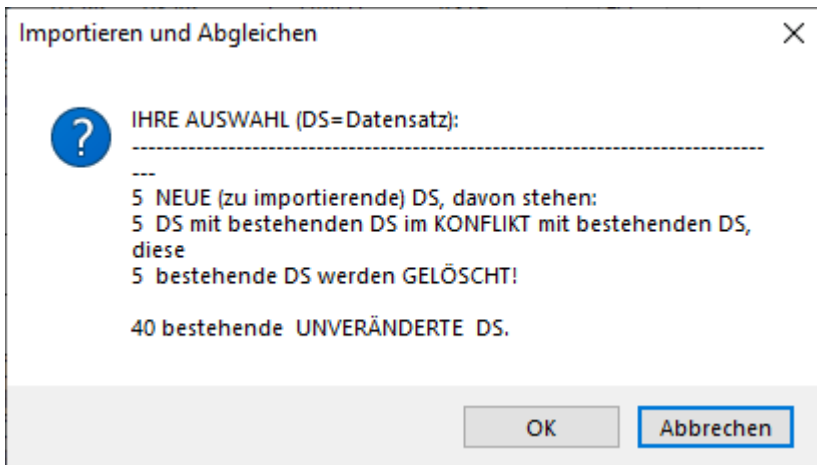 Importieren und Abgleichen
?
IHRE AUSWAHL (DS=Datensatz):
-------------------------------------------------------------------------------
---
5  NEUE (zu importierende) DS, davon stehen:
5  DS mit bestehenden DS im KONFLIKT mit bestehenden DS,
diese
5  bestehende DS werden GELÖSCHT!
40 bestehende  UNVERÄNDERTE  DS.
OK
Abbrechen